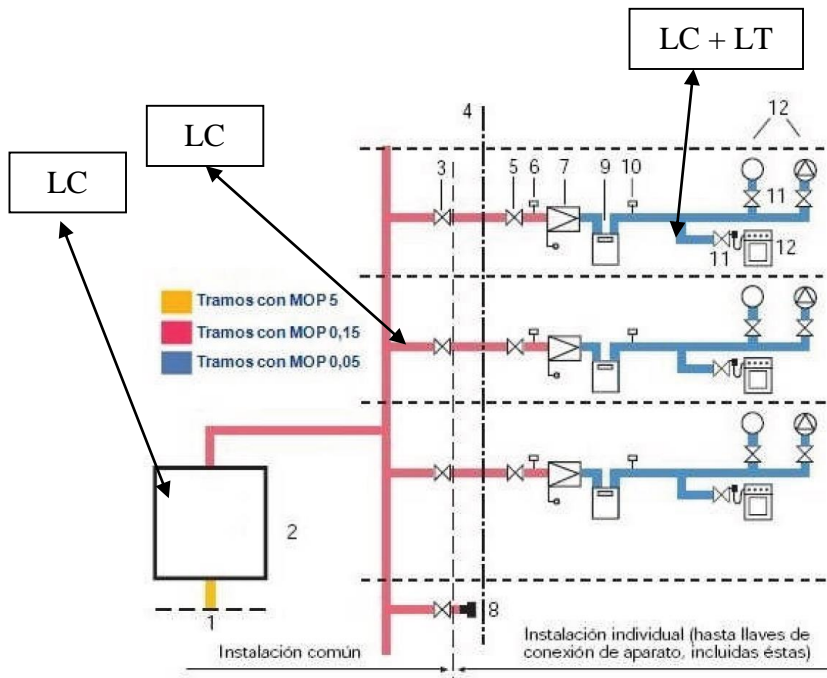 LC + LT
LC
LC
4
12
3
5
6
7
9
10
11
11
12
Tramos con MOP 5
Tramos con MOP 0,15
Tramos con MOP 0,05
2
1
8
Instalación común
Instalación individual (hasta llaves de
conexión de aparato, incluidas éstas)